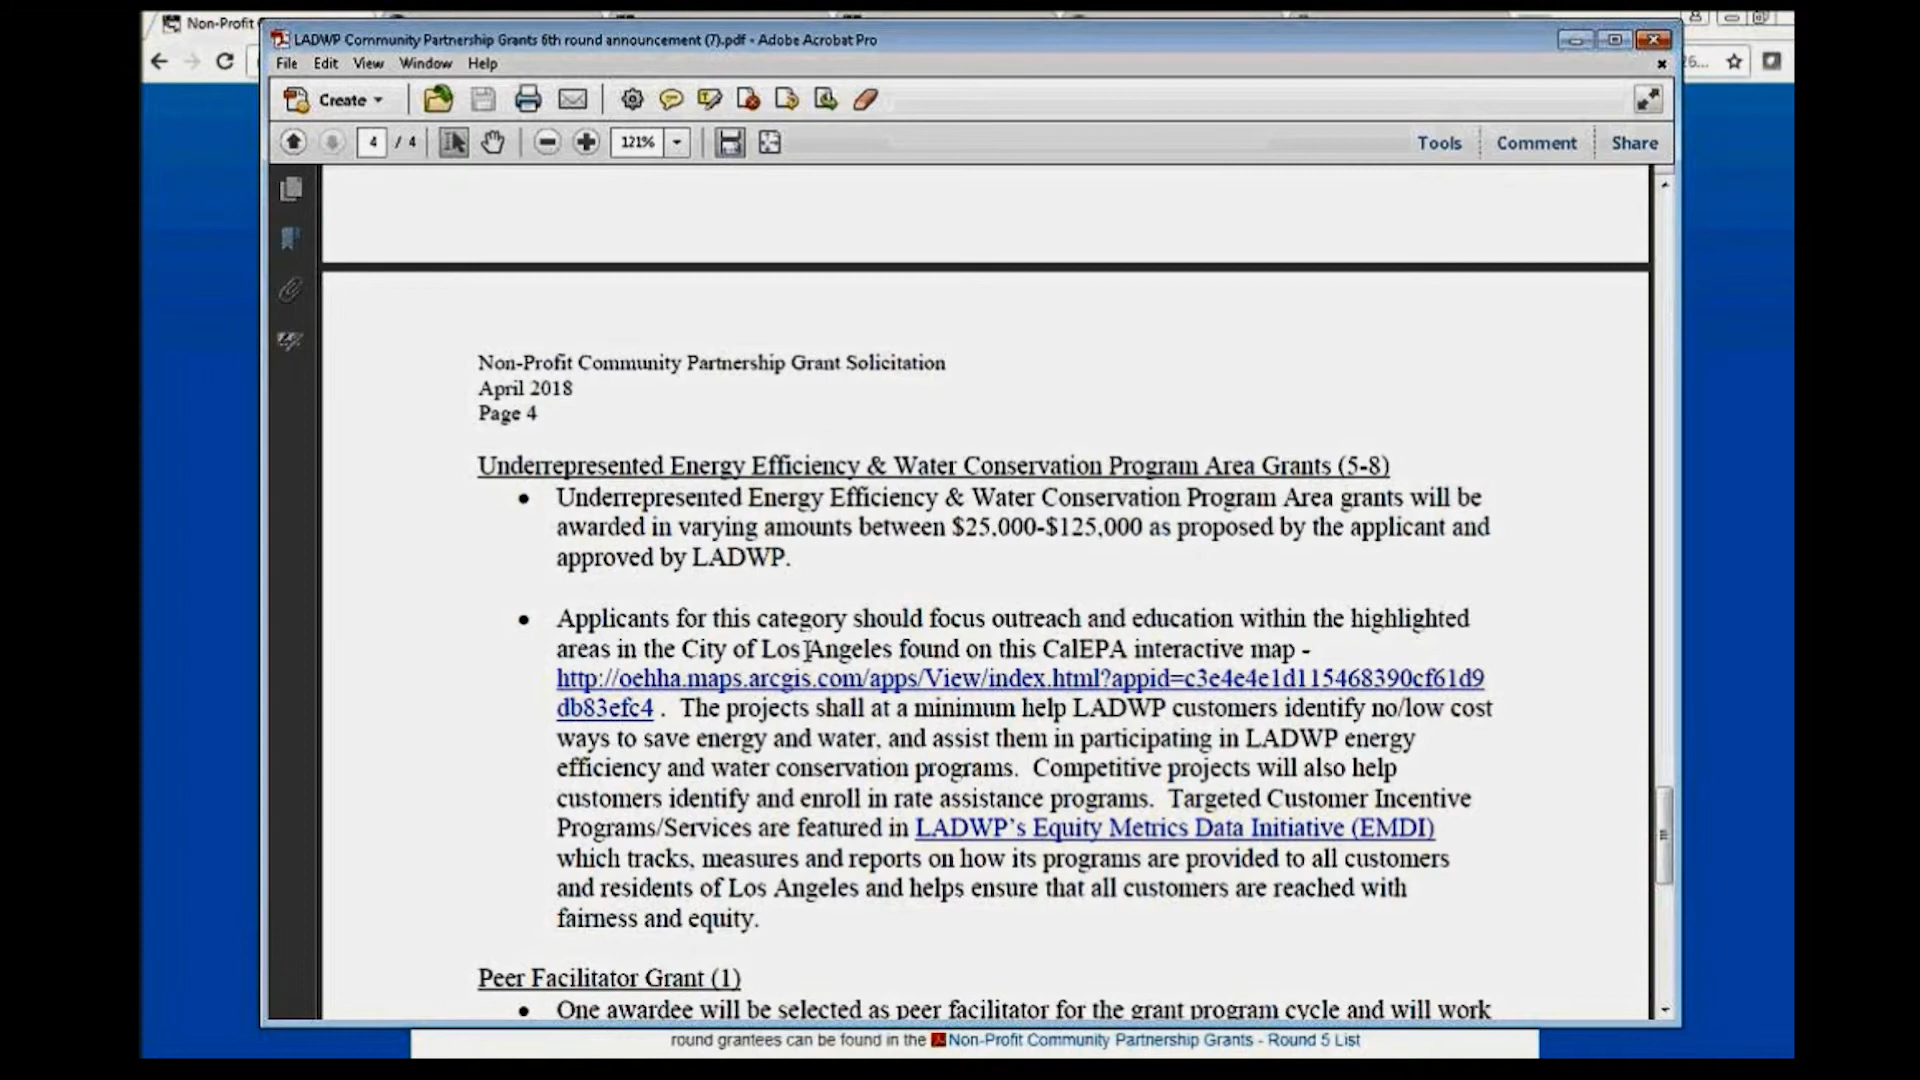 Non-Profit
LADWP Community Partnership Grants 6th round announcement (7).pdf - Adobe Acrobat Pro
File Edit View Window Help
Create
4 / 4 121% Tools Comment Share
Non-Profit Community Partnership Grant Solicitation
April 2018
Page 4
Underrepresented Energy Efficiency & Water Conservation Program Area Grants (5-8)
• Underrepresented Energy Efficiency & Water Conservation Program Area grants will be
awarded in varying amounts between $25,000-$125,000 as proposed by the applicant and
approved by LADWP.
• Applicants for this category should focus outreach and education within the highlighted
areas in the City of Los Angeles found on this CalEPA interactive map -
http://oehha.maps.arcgis.com/apps/View/index.html?appid=c3e4e4e1d115468390cf61d9
db83efc4 . The projects shall at a minimum help LADWP customers identify no/low cost
ways to save energy and water, and assist them in participating in LADWP energy
efficiency and water conservation programs. Competitive projects will also help
customers identify and enroll in rate assistance programs. Targeted Customer Incentive
Programs/Services are featured in LADWP's Equity Metrics Data Initiative (EMDI)
which tracks, measures and reports on how its programs are provided to all customers
and residents of Los Angeles and helps ensure that all customers are reached with
fairness and equity.
Peer Facilitator Grant (1)
• One awardee will be selected as peer facilitator for the grant program cycle and will work
round grantees can be found in the Non-Profit Community Partnership Grants - Round 5 List